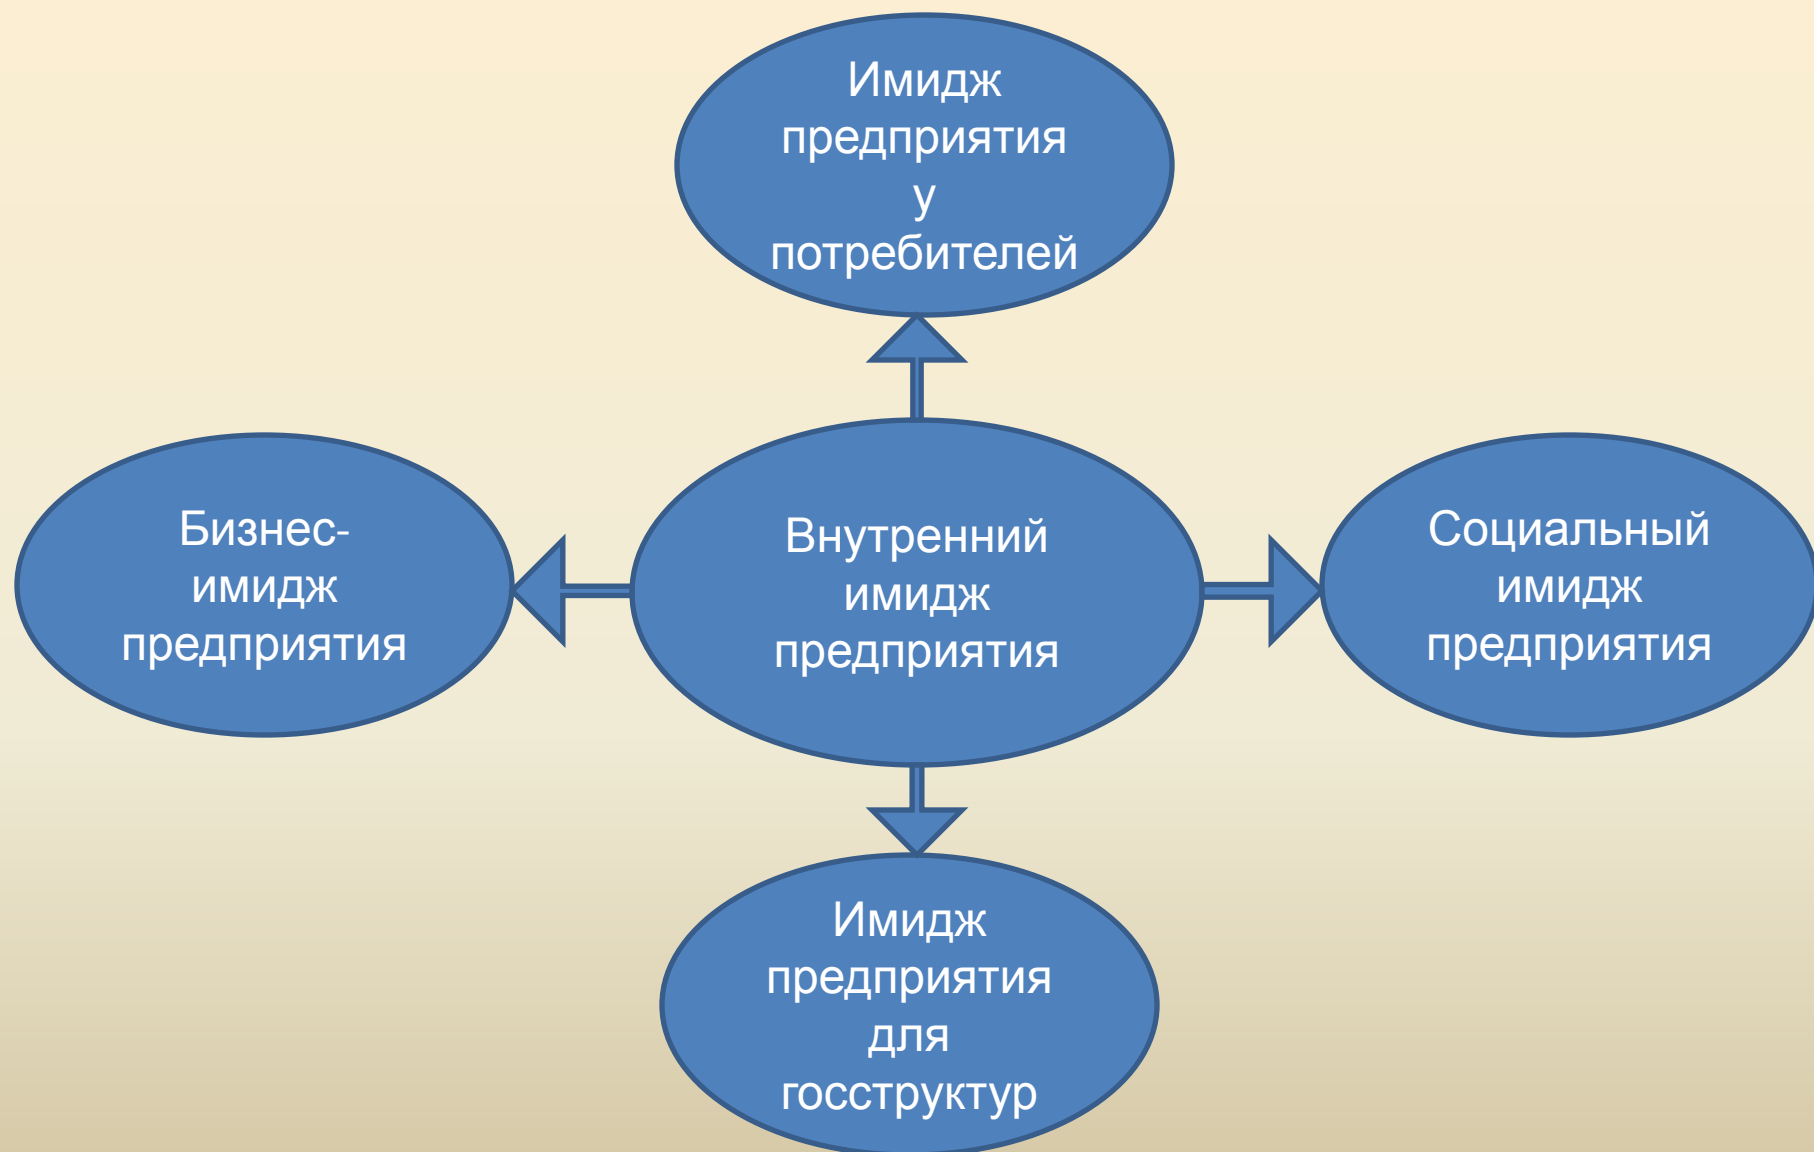 Имидж
предприятия
у
потребителей
Бизнес-
имидж
предприятия
Внутренний
имидж
предприятия
Социальный
имидж
предприятия
Имидж
предприятия
для
госструктур